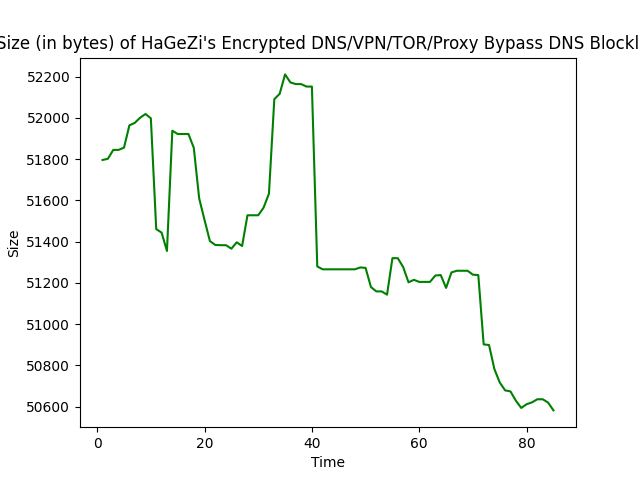 Size (in bytes) of HaGeZi's Encrypted DNS/VPN/TOR/Proxy Bypass DNS Blockl
52200
52000
51800
51600
51400
51200
51000
50800
50600
Size
0 20 40 60 80
Time